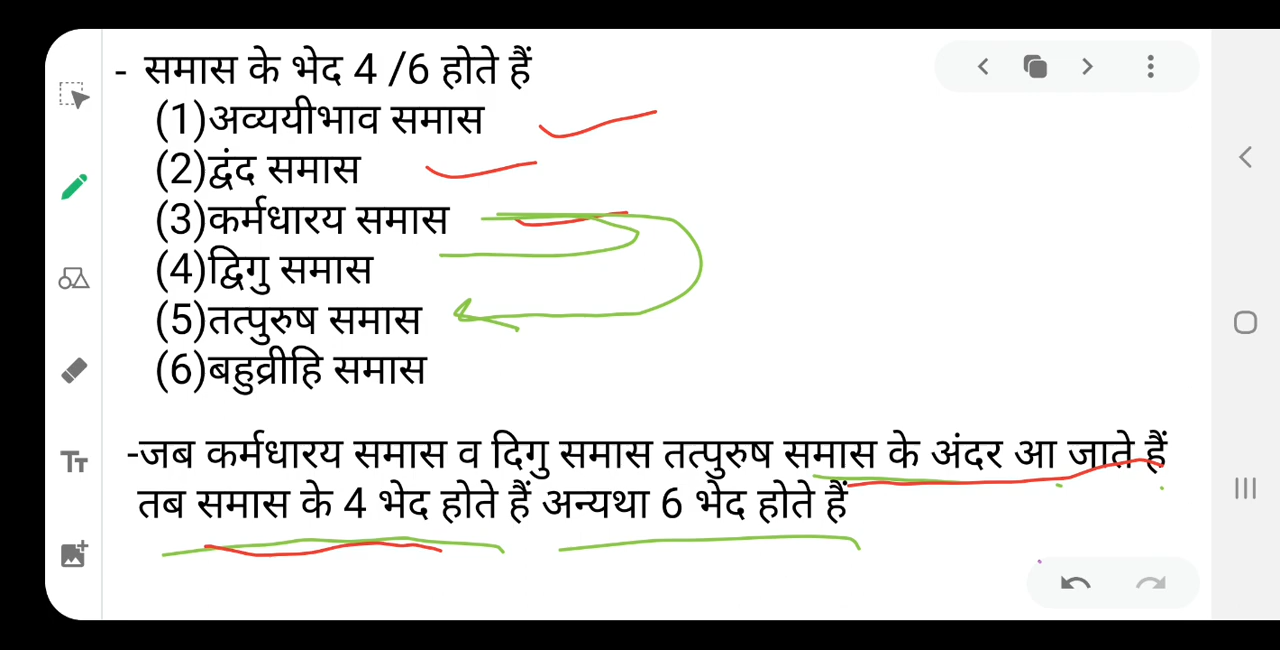 - समास के भेद 4 /6 होते हैं
(1)अव्ययीभाव समास
(2)द्वंद समास
(3)कर्मधारय समास
(4)द्विगु समास
(5)तत्पुरुष समास
(6)बहुव्रीहि समास
-जब कर्मधारय समास व दिगु समास तत्पुरुष समास के अंदर आ जाते हैं
तब समास के 4 भेद होते हैं अन्यथा 6 भेद होते हैं
Tт